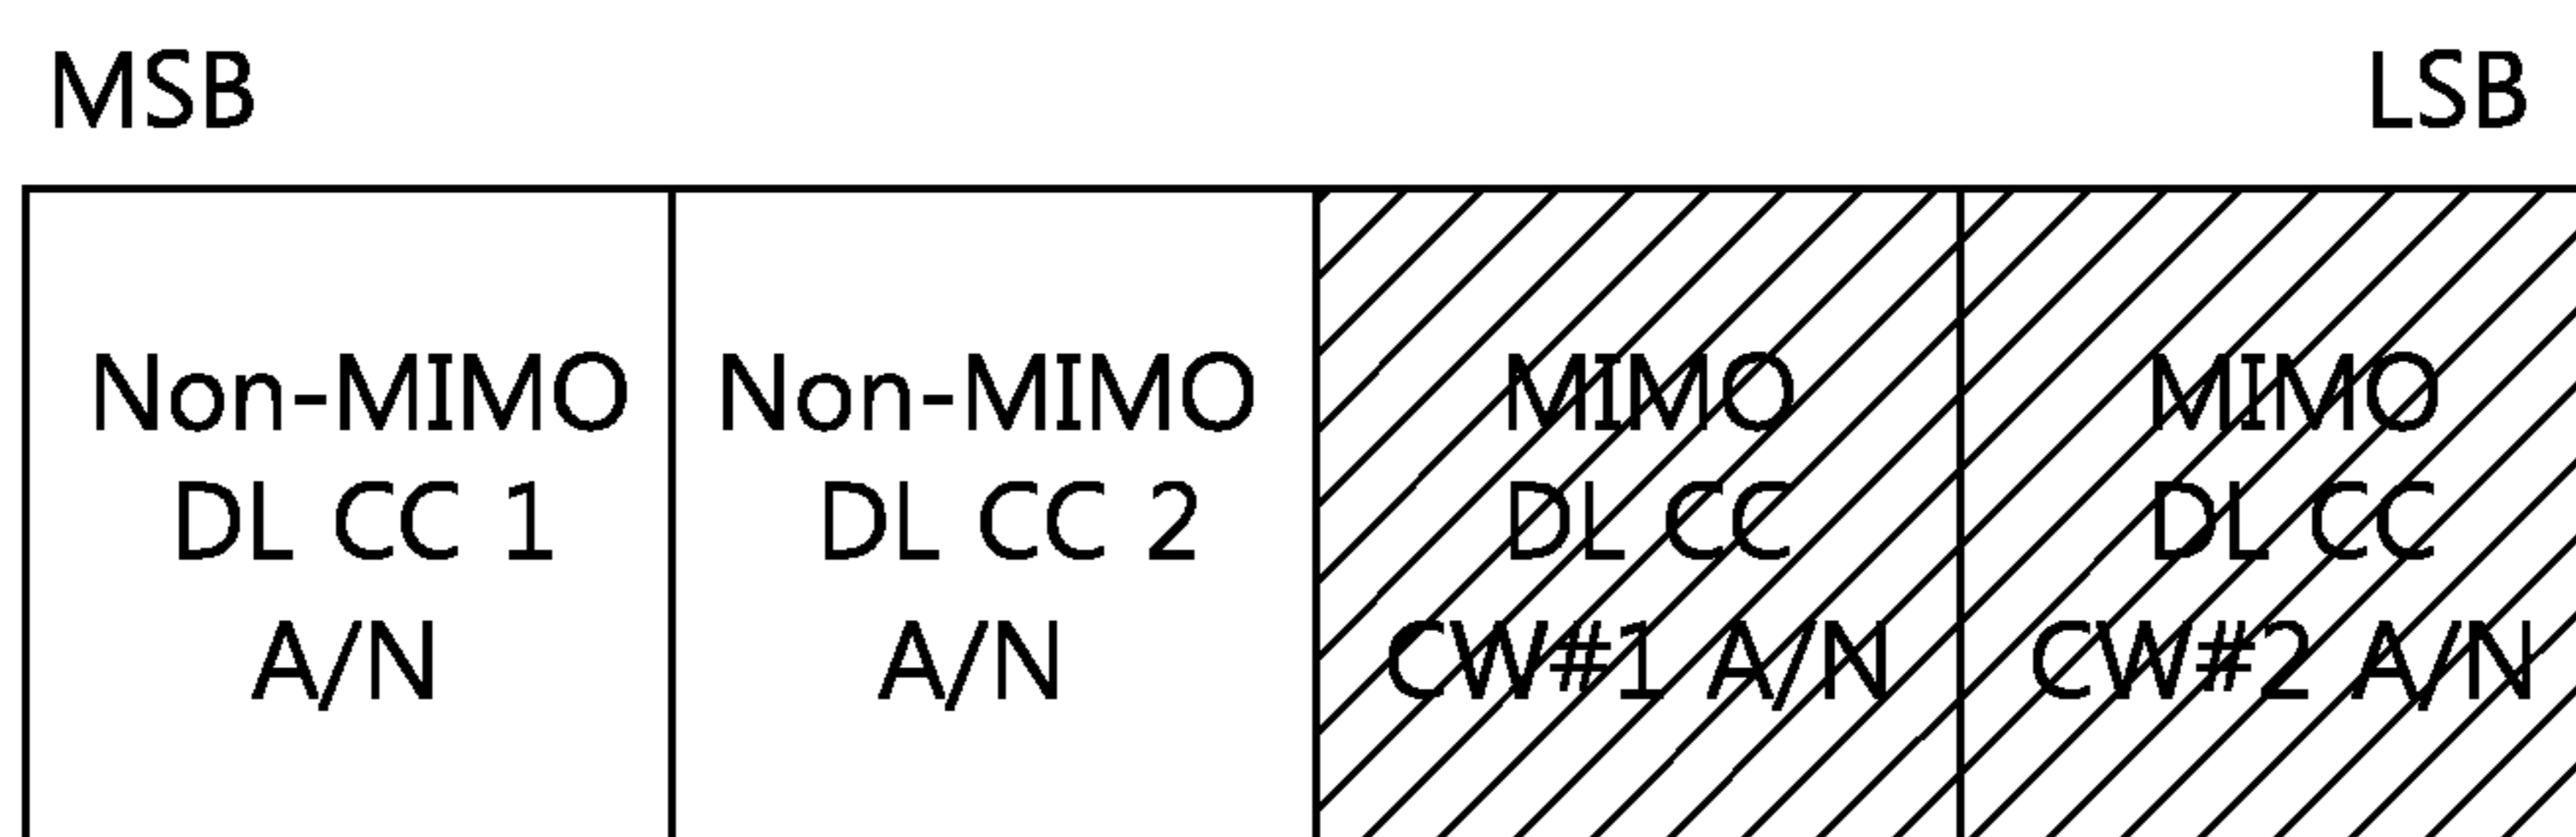 MSB LSB
Non-MIMO
DL CC 1
A/N
Non-MIMO
DL CC 2
A/N
MIMO
DL CC
CW#1 A/N
MIMO
DL CC
CW#2 A/N